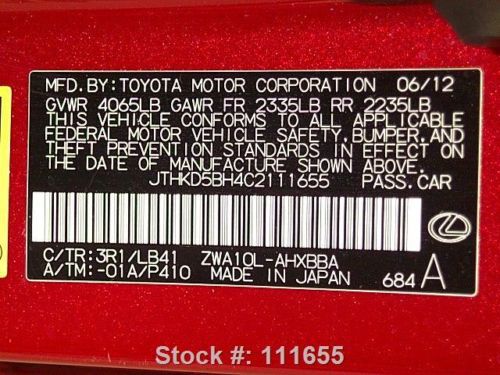 MFD.BY:TOYOTA MOTOR CORPORATION 06/12
GVWR 4065LB GAWR FR 2335LB RR 2235LB
THIS VEHICLE CONFORMS TO ALL APPLICABLE
FEDERAL MOTOR VEHICLE SAFETY,BUMPER,AND
THEFT PREVENTION STANDARDS IN EFFECT ON
THE DATE OF MANUFACTURE SHOWN ABOVE.
JTHKD5BH4C2111655 PASS.CAR
C/TR:3R1/LB41 ZWA10L-AHXBBA
A/TM:-01A/P410 MADE IN JAPAN 684 A
Stock #: 111655